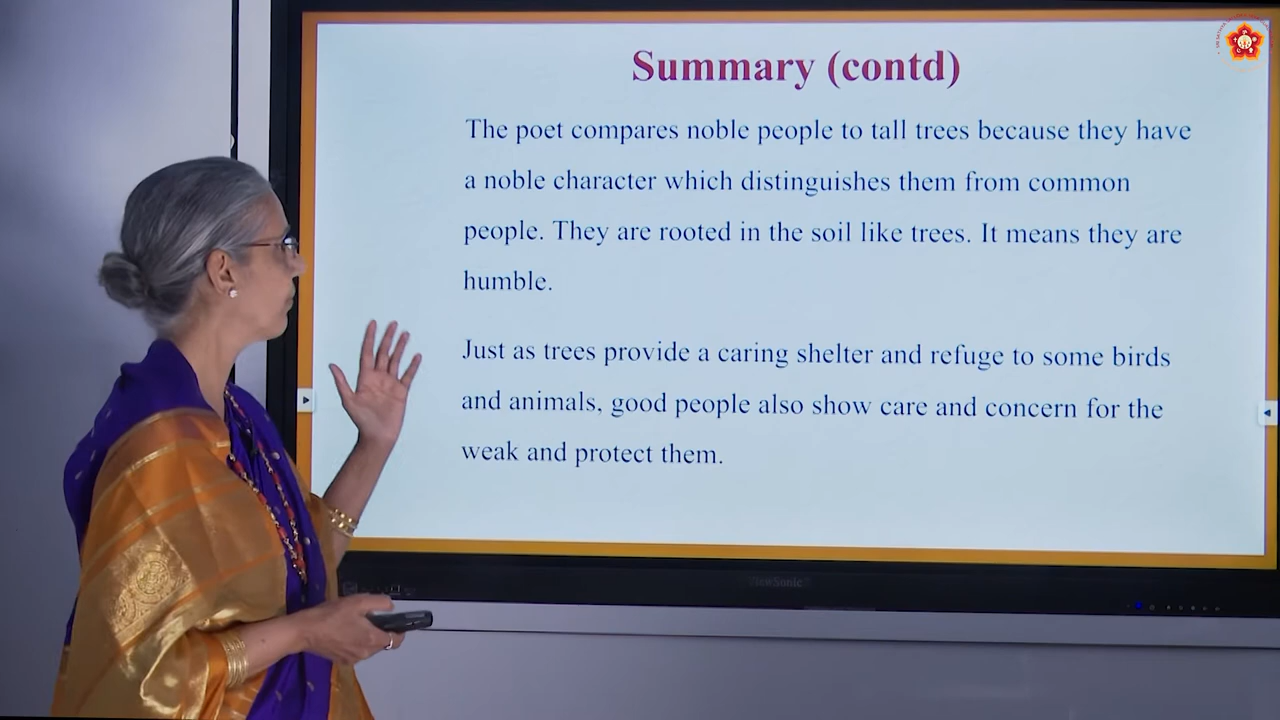 Summary (contd)
The poet compares noble people to tall trees because they have
a noble character which distinguishes them from common
people. They are rooted in the soil like trees. It means they are
humble.
Just as trees provide a caring shelter and refuge to some birds
and animals, good people also show care and concern for the
weak and protect them.
ViewSonic